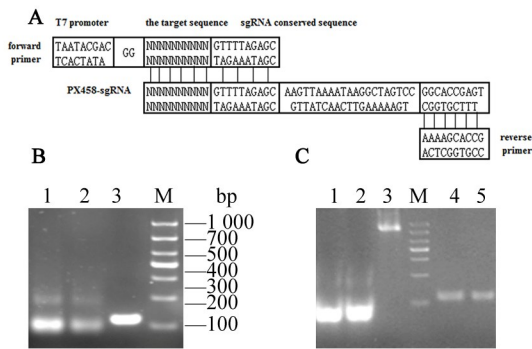 A
T7 promoter the target sequence sgRNA conserved sequence
forward primer
TAATACGAC GG NNNNNNNNNN GTTTTAGAGC
TCACTATA NNNNNNNNNN TAGAAATAGC
PX458-sgRNA
NNNNNNNNNN GTTTTAGAGC AAGTTAAAATAAGGCTAGTCC GGCACCGAGT
NNNNNNNNNN TAGAAATAGC GTTATCAACTTGAAAAAGT CGGTGCTTT
AAAAGCACCG
ACTCGGTGCC
reverse primer
B
1 2 3 M bp
1 000
700
500
400
300
200
100
C
1 2 3 M 4 5